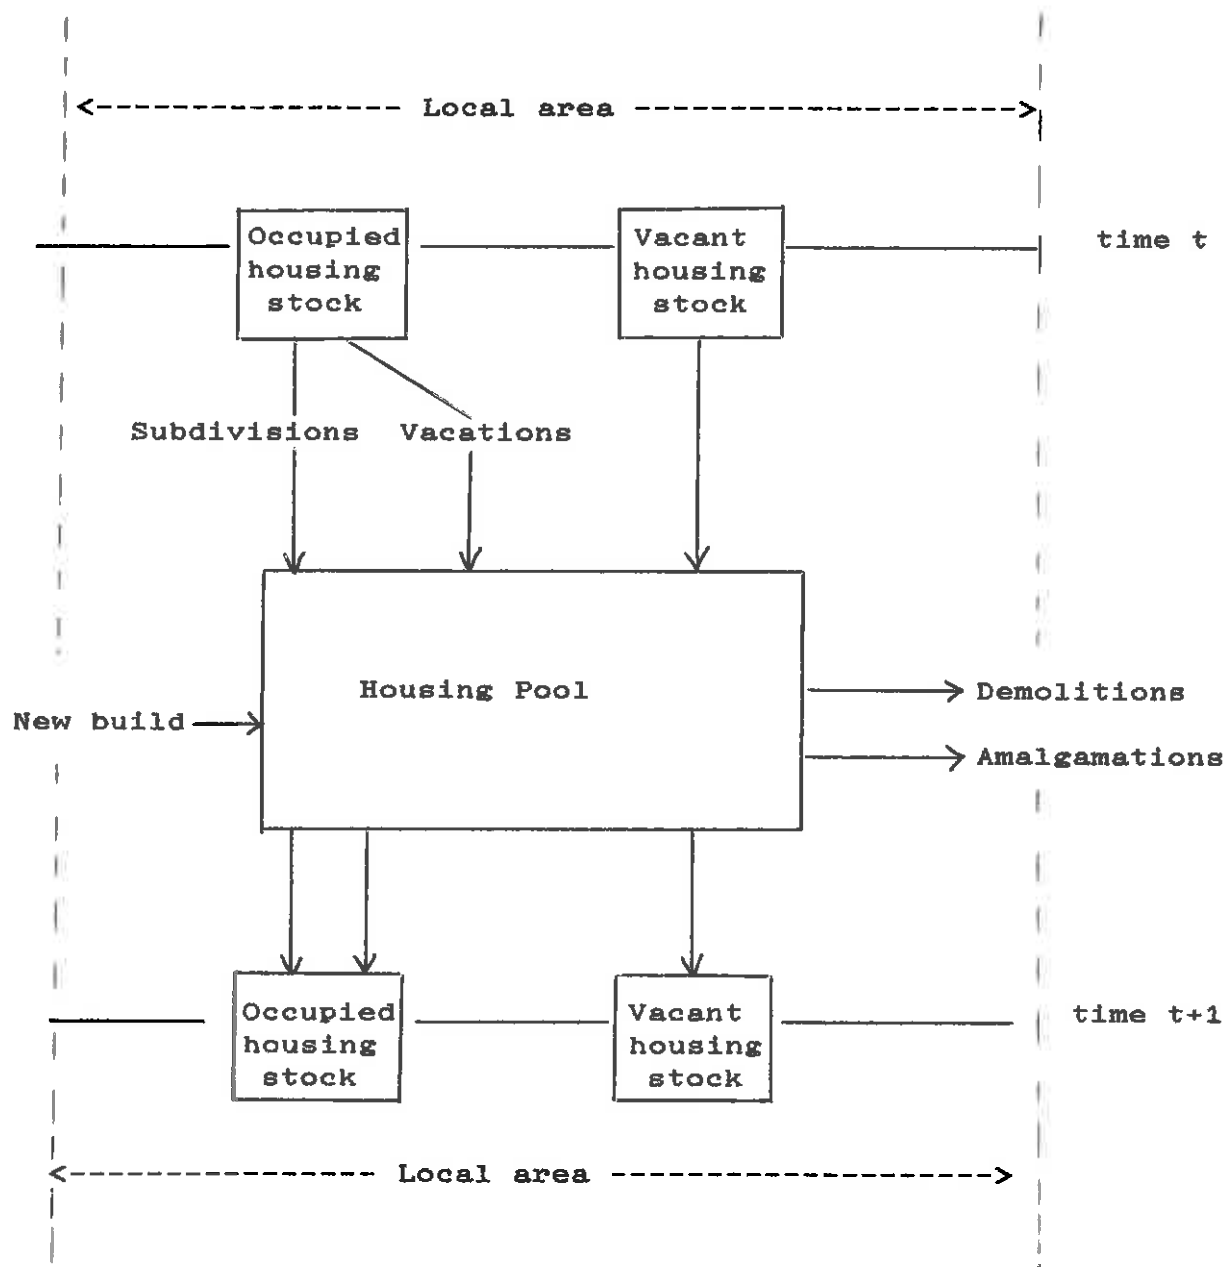 Local area
Occupied
housing
stock
Vacant
housing
stock
time t
Subdivisions
Vacations
Housing Pool
New build
Demolitions
Amalgamations
Occupied
housing
stock
Vacant
housing
stock
time t+1
Local area